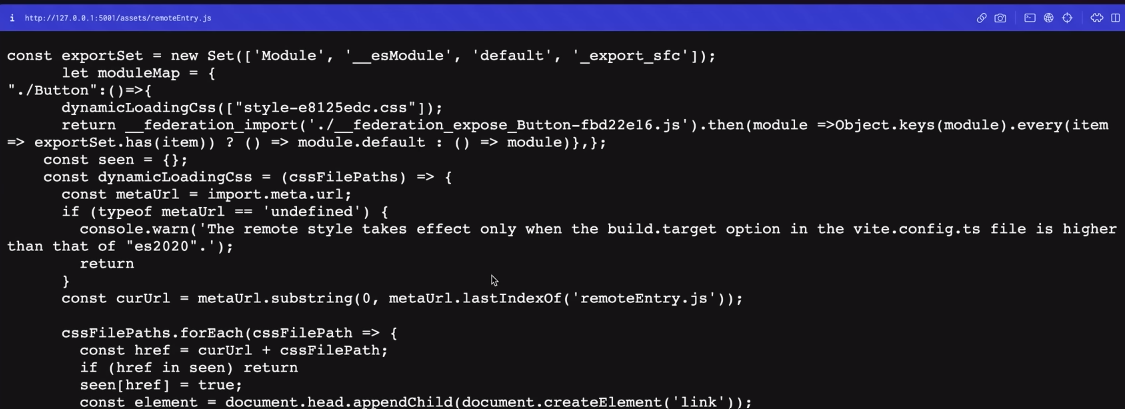 http://127.0.0.1:5001/assets/remoteEntry.js
const exportSet = new Set(['Module', '__esModule', 'default', '_export_sfc']);
      let moduleMap = {
"./Button":()=>{
      dynamicLoadingCss(["style-e8125edc.css"]);
      return __federation_import('./__federation_expose_Button-fbd22e16.js').then(module =>Object.keys(module).every(item
=> exportSet.has(item)) ? () => module.default : () => module)},};
    const seen = {};
    const dynamicLoadingCss = (cssFilePaths) => {
      const metaUrl = import.meta.url;
      if (typeof metaUrl == 'undefined') {
        console.warn('The remote style takes effect only when the build.target option in the vite.config.ts file is higher
than that of "es2020".');
        return
      }
      const curUrl = metaUrl.substring(0, metaUrl.lastIndexOf('remoteEntry.js'));

      cssFilePaths.forEach(cssFilePath => {
        const href = curUrl + cssFilePath;
        if (href in seen) return
        seen[href] = true;
        const element = document.head.appendChild(document.createElement('link'));